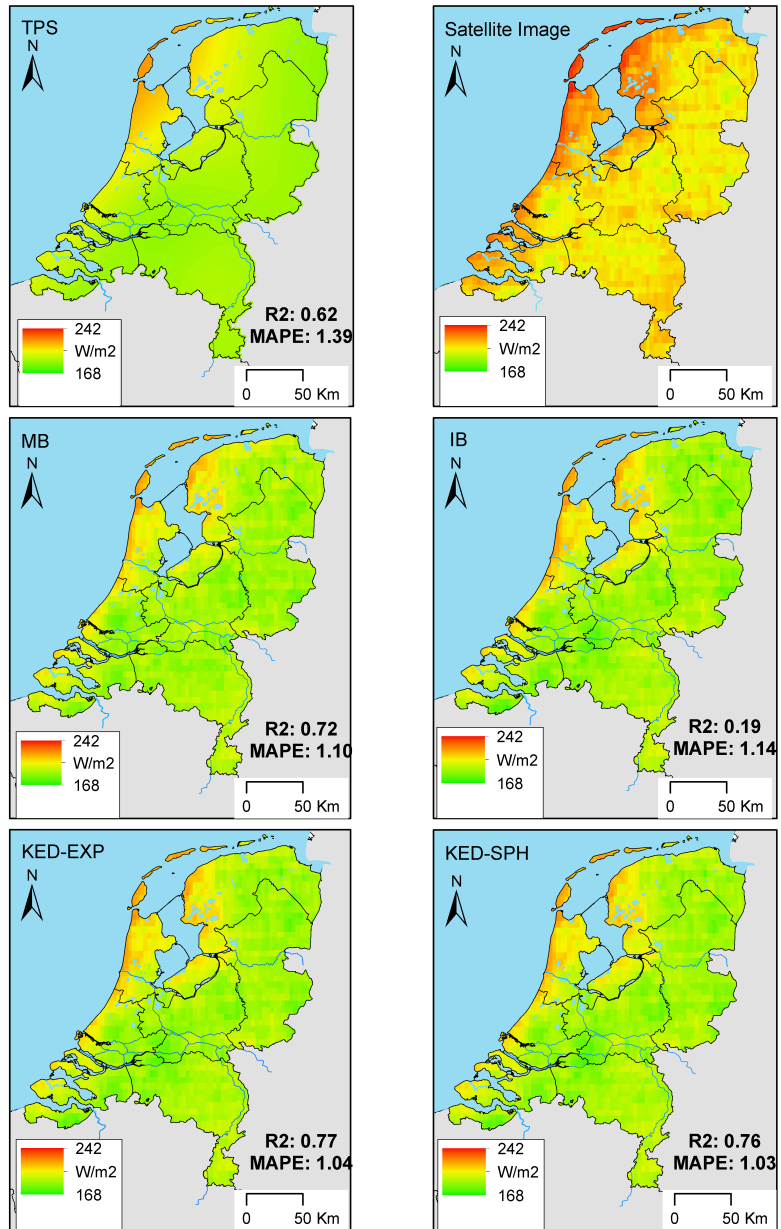 TPS
N
R2: 0.62
MAPE: 1.39
242
W/m2
168
0 50 Km
Satellite Image
N
242
W/m2
168
0 50 Km
MB
N
R2: 0.72
MAPE: 1.10
242
W/m2
168
0 50 Km
IB
N
R2: 0.19
MAPE: 1.14
242
W/m2
168
0 50 Km
KED-EXP
N
R2: 0.77
MAPE: 1.04
242
W/m2
168
0 50 Km
KED-SPH
N
R2: 0.76
MAPE: 1.03
242
W/m2
168
0 50 Km